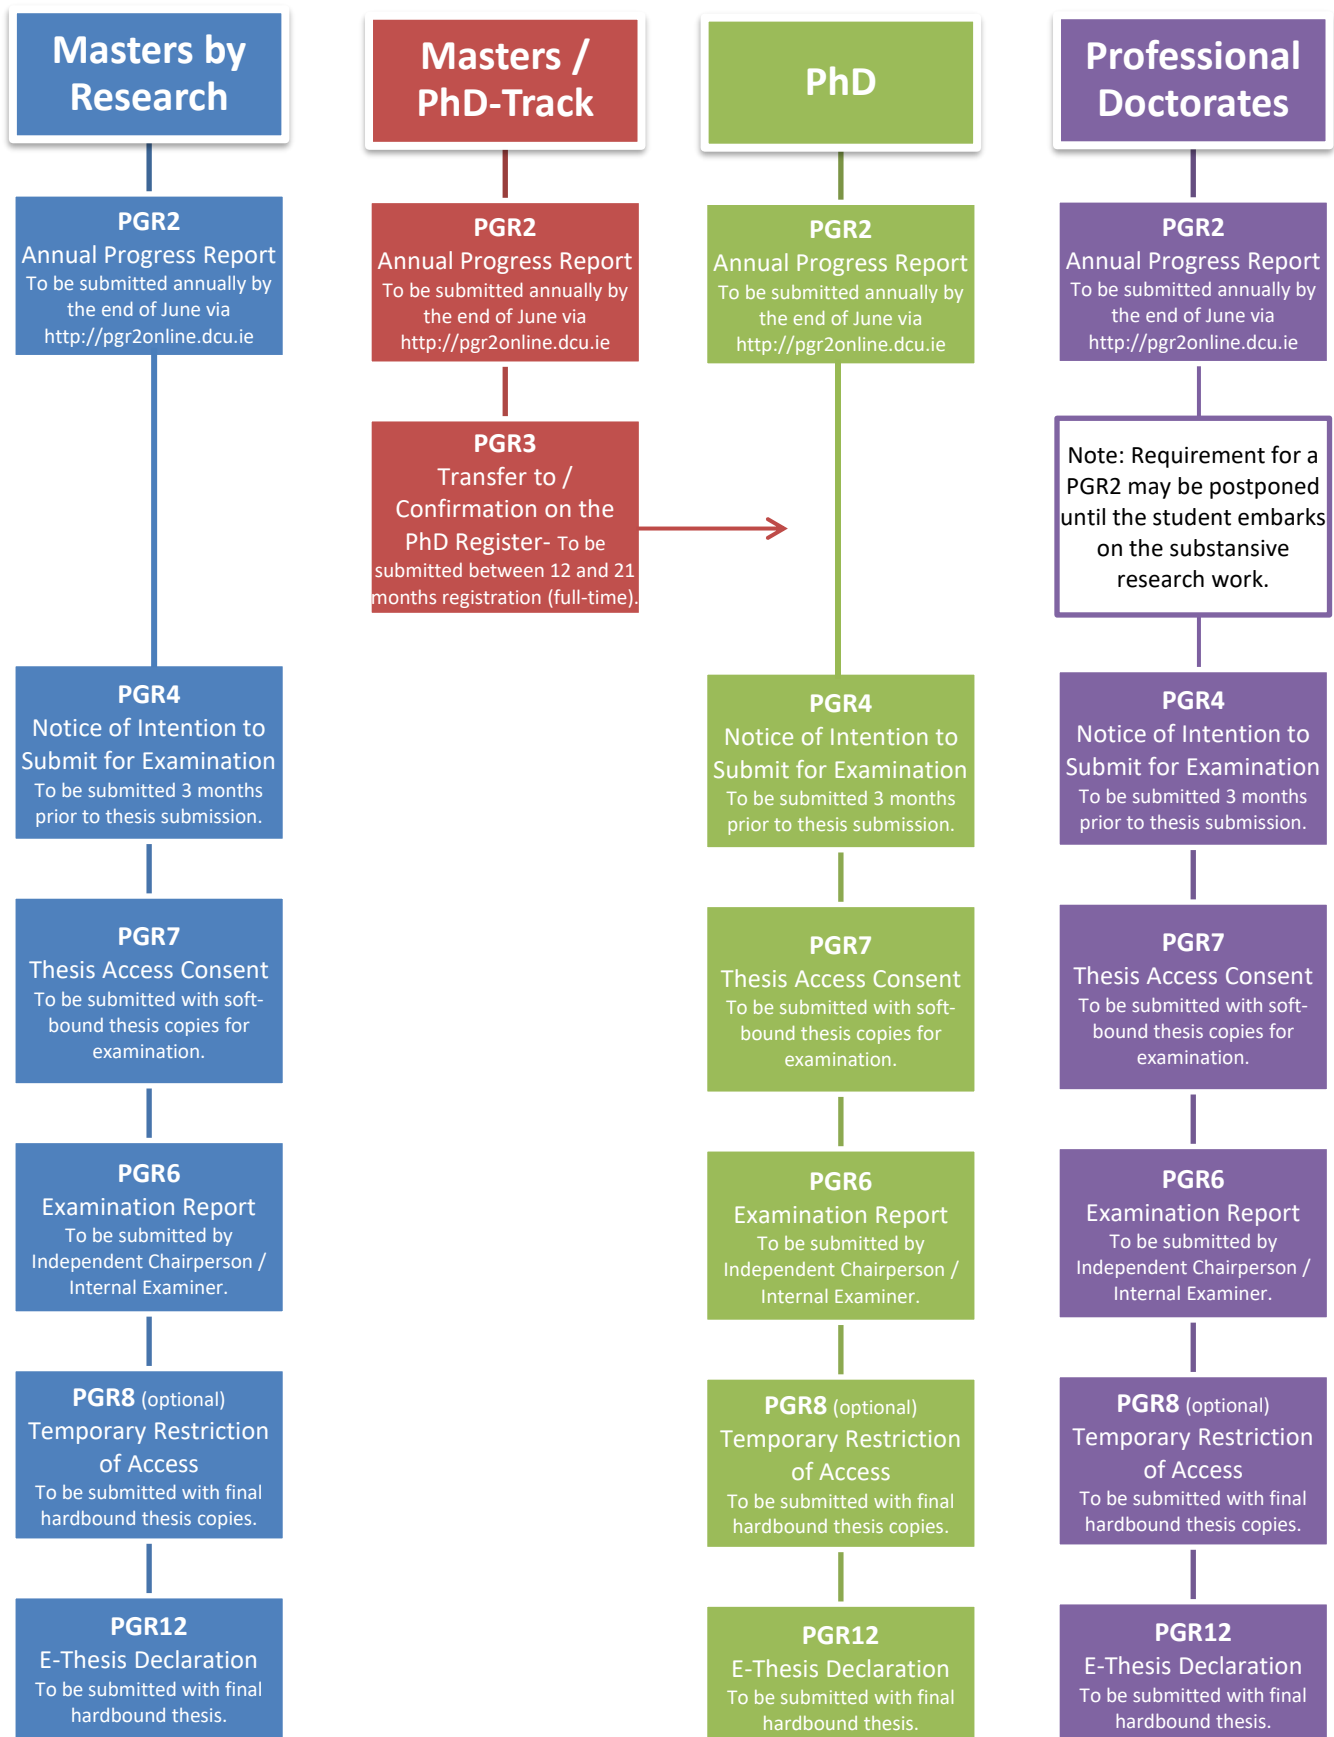 Masters by
Research
PGR2
Annual Progress Report
To be submitted annually by
the end of June via
http://pgr2online.dcu.ie
PGR4
Notice of Intention to
Submit for Examination
To be submitted 3 months
prior to thesis submission.
PGR7
Thesis Access Consent
To be submitted with soft-
bound thesis copies for
examination.
PGR6
Examination Report
To be submitted by
Independent Chairperson /
Internal Examiner.
PGR8 (optional)
Temporary Restriction
of Access
To be submitted with final
hardbound thesis copies.
PGR12
E-Thesis Declaration
To be submitted with final
hardbound thesis.
Masters /
PhD-Track
PGR2
Annual Progress Report
To be submitted annually by
the end of June via
http://pgr2online.dcu.ie
PGR3
Transfer to /
Confirmation on the
PhD Register- To be
submitted between 12 and 21
months registration (full-time).
PhD
PGR2
Annual Progress Report
To be submitted annually by
the end of June via
http://pgr2online.dcu.ie
PGR4
Notice of Intention to
Submit for Examination
To be submitted 3 months
prior to thesis submission.
PGR7
Thesis Access Consent
To be submitted with soft-
bound thesis copies for
examination.
PGR6
Examination Report
To be submitted by
Independent Chairperson /
Internal Examiner.
PGR8 (optional)
Temporary Restriction
of Access
To be submitted with final
hardbound thesis copies.
PGR12
E-Thesis Declaration
To be submitted with final
hardbound thesis.
Professional
Doctorates
PGR2
Annual Progress Report
To be submitted annually by
the end of June via
http://pgr2online.dcu.ie
Note: Requirement for a
PGR2 may be postponed
until the student embarks
on the substansive
research work.
PGR4
Notice of Intention to
Submit for Examination
To be submitted 3 months
prior to thesis submission.
PGR7
Thesis Access Consent
To be submitted with soft-
bound thesis copies for
examination.
PGR6
Examination Report
To be submitted by
Independent Chairperson /
Internal Examiner.
PGR8 (optional)
Temporary Restriction
of Access
To be submitted with final
hardbound thesis copies.
PGR12
E-Thesis Declaration
To be submitted with final
hardbound thesis.